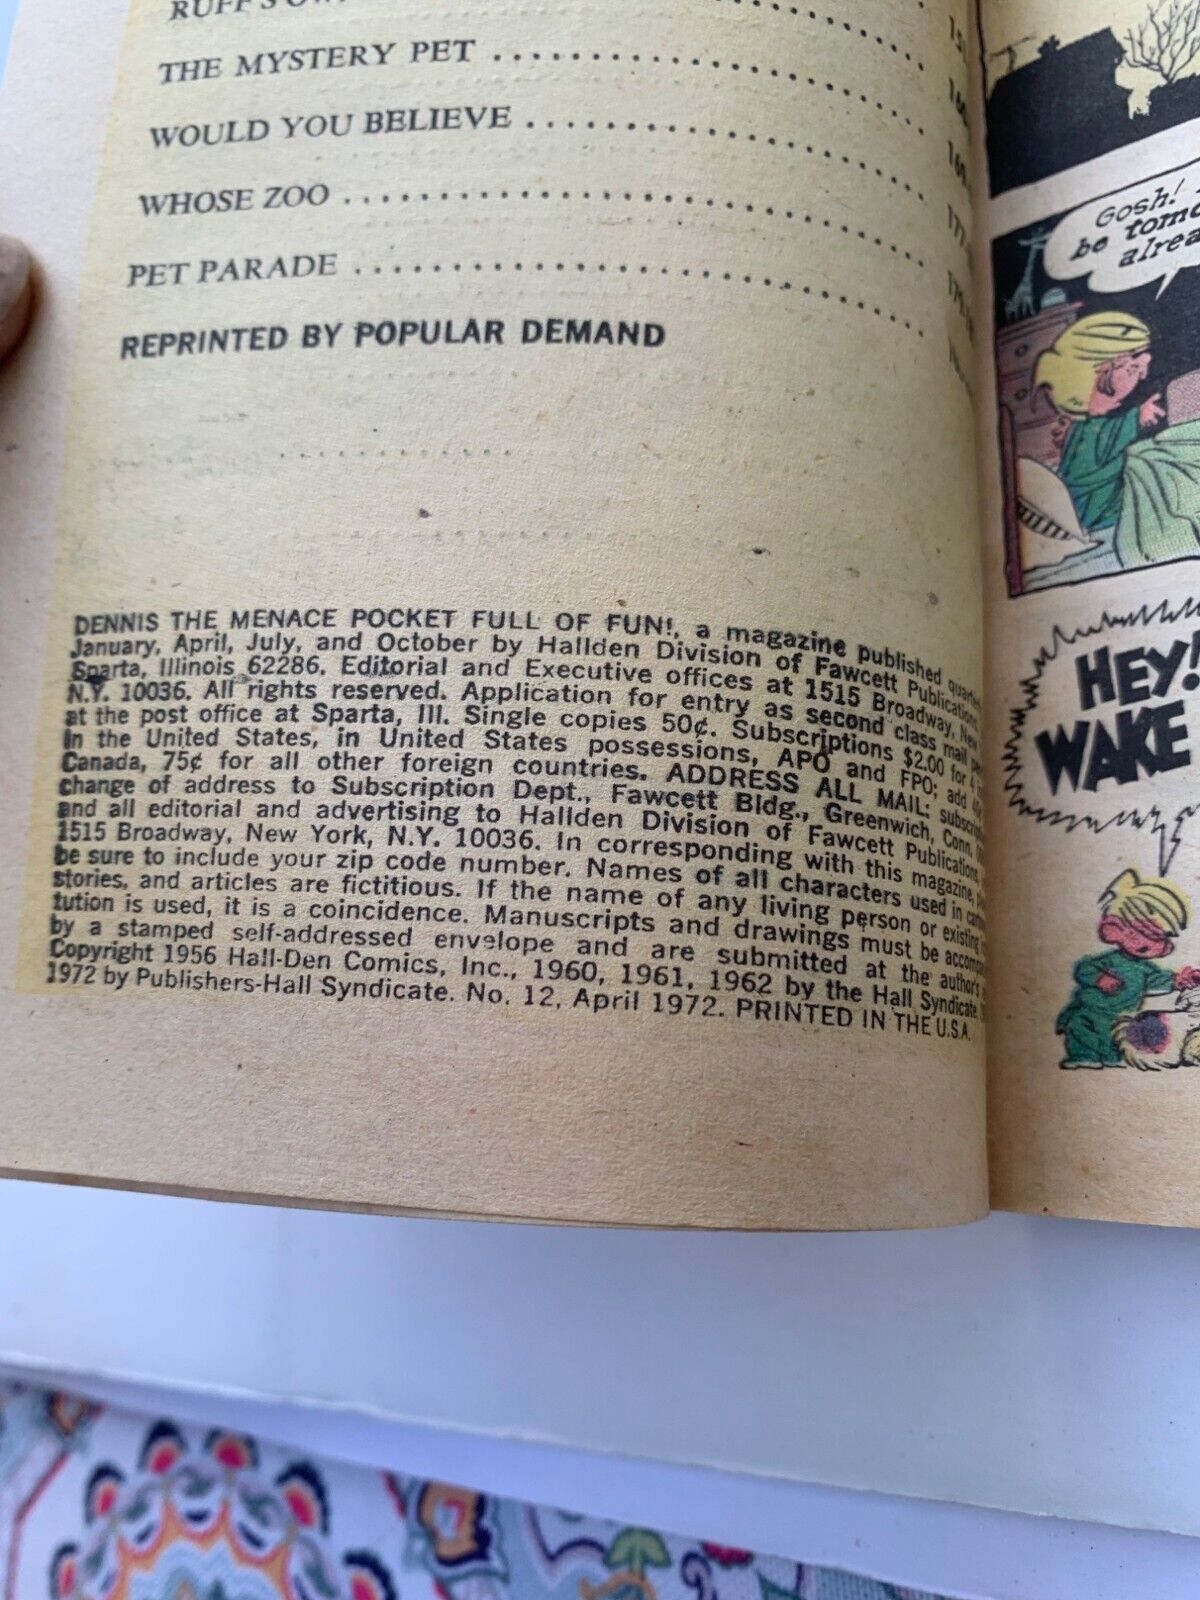 RUFF'S
THE MYSTERY PET
WOULD YOU BELIEVE
WHOSE ZOO
PET PARADE
REPRINTED BY POPULAR DEMAND
DENNIS THE MENACE POCKET FULL OF FUN!, a magazine published
January, April, July, and October by Hallden Division of Fawcett Publications
Sparta, Illinois 62286. Editorial and Executive offices at 1515 Broadway, New
N.Y. 10036. All rights reserved. Application for entry as second class mail
at the post office at Sparta, Ill. Single copies 50¢. Subscriptions $2.00 for 4
in the United States, in United States possessions, APO and FPO; add
Canada, 75¢ for all other foreign countries. ADDRESS ALL MAIL:
change of address to Subscription Dept., Fawcett Bldg., Greenwich, Conn.
and all editorial and advertising to Hallden Division of Fawcett Publications
1515 Broadway, New York, N.Y. 10036. In corresponding with this magazine,
be sure to include your zip code number. Names of all characters used in
stories, and articles are fictitious. If the name of any living person or existing
tution is used, it is a coincidence. Manuscripts and drawings must be
by a stamped self-addressed envelope and are submitted at the author's
Copyright 1956 Hall-Den Comics, Inc., 1960, 1961, 1962 by the Hall Syndicate
1972 by Publishers-Hall Syndicate. No. 12, April 1972. PRINTED IN THE U.S.A.
Gosh!
be
HEY!
WAKE